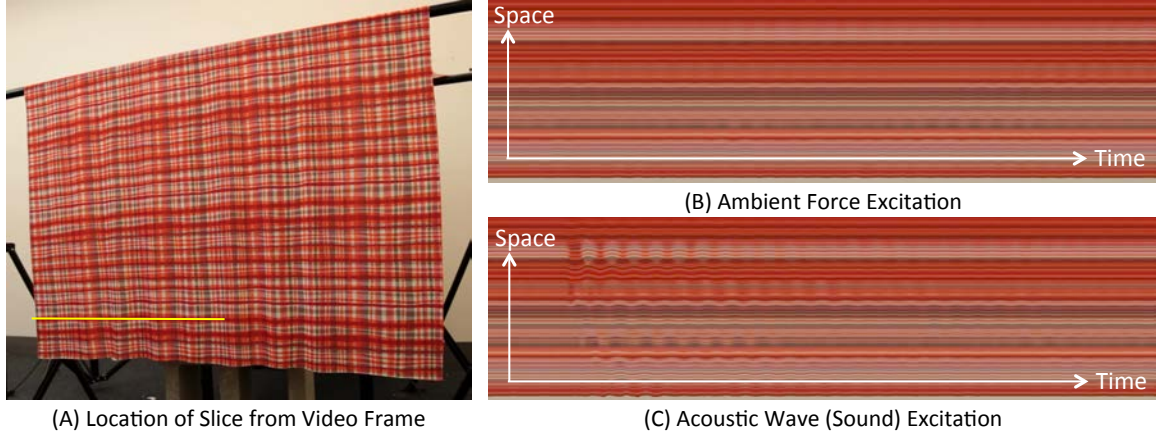 Space
Time
(B) Ambient Force Excitation
Space
Time
(A) Location of Slice from Video Frame
(C) Acoustic Wave (Sound) Excitation